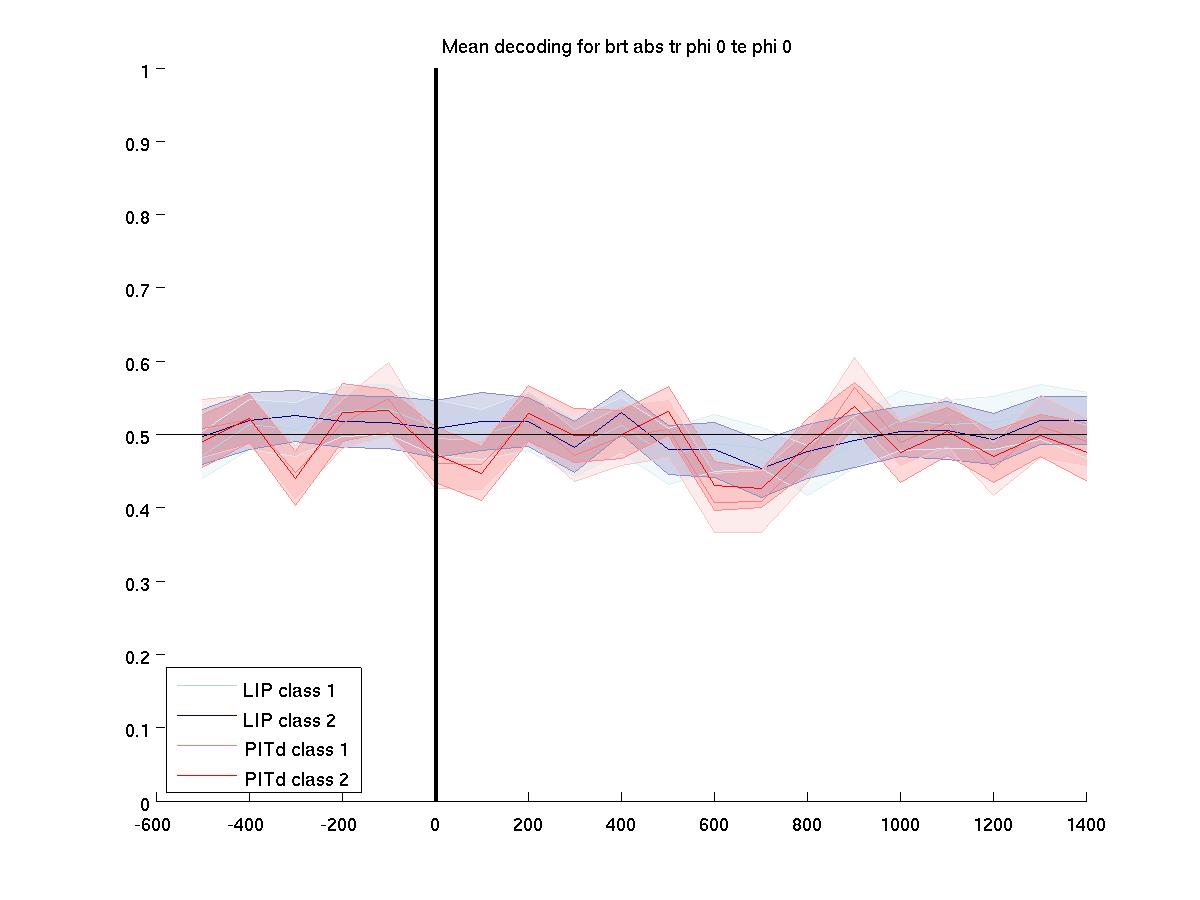 Mean decoding for brt abs tr phi 0 te phi 0
1
0.9
0.8
0.7
0.6
0.5
0.4
0.3
0.2
0.1
0
LIP class 1
LIP class 2
PITd class 1
PITd class 2
-600 -400 -200 0 200 400 600 800 1000 1200 1400